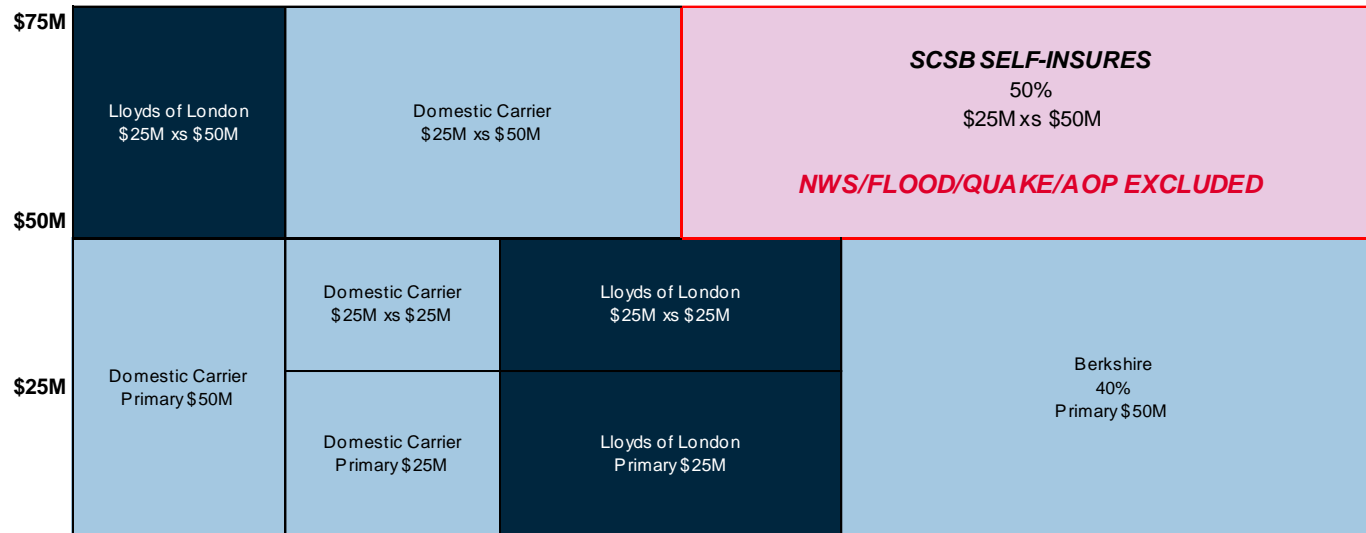 $75M
Lloyds of London
$25M xs $50M
Domestic Carrier
$25M xs $50M
SCSB SELF-INSURES
50%
$25M xs $50M
NWS/FLOOD/QUAKE/AOP EXCLUDED
$50M
Domestic Carrier
$25M xs $25M
Lloyds of London
$25M xs $25M
$25M
Domestic Carrier
Primary $50M
Domestic Carrier
Primary $25M
Lloyds of London
Primary $25M
Berkshire
40%
Primary $50M